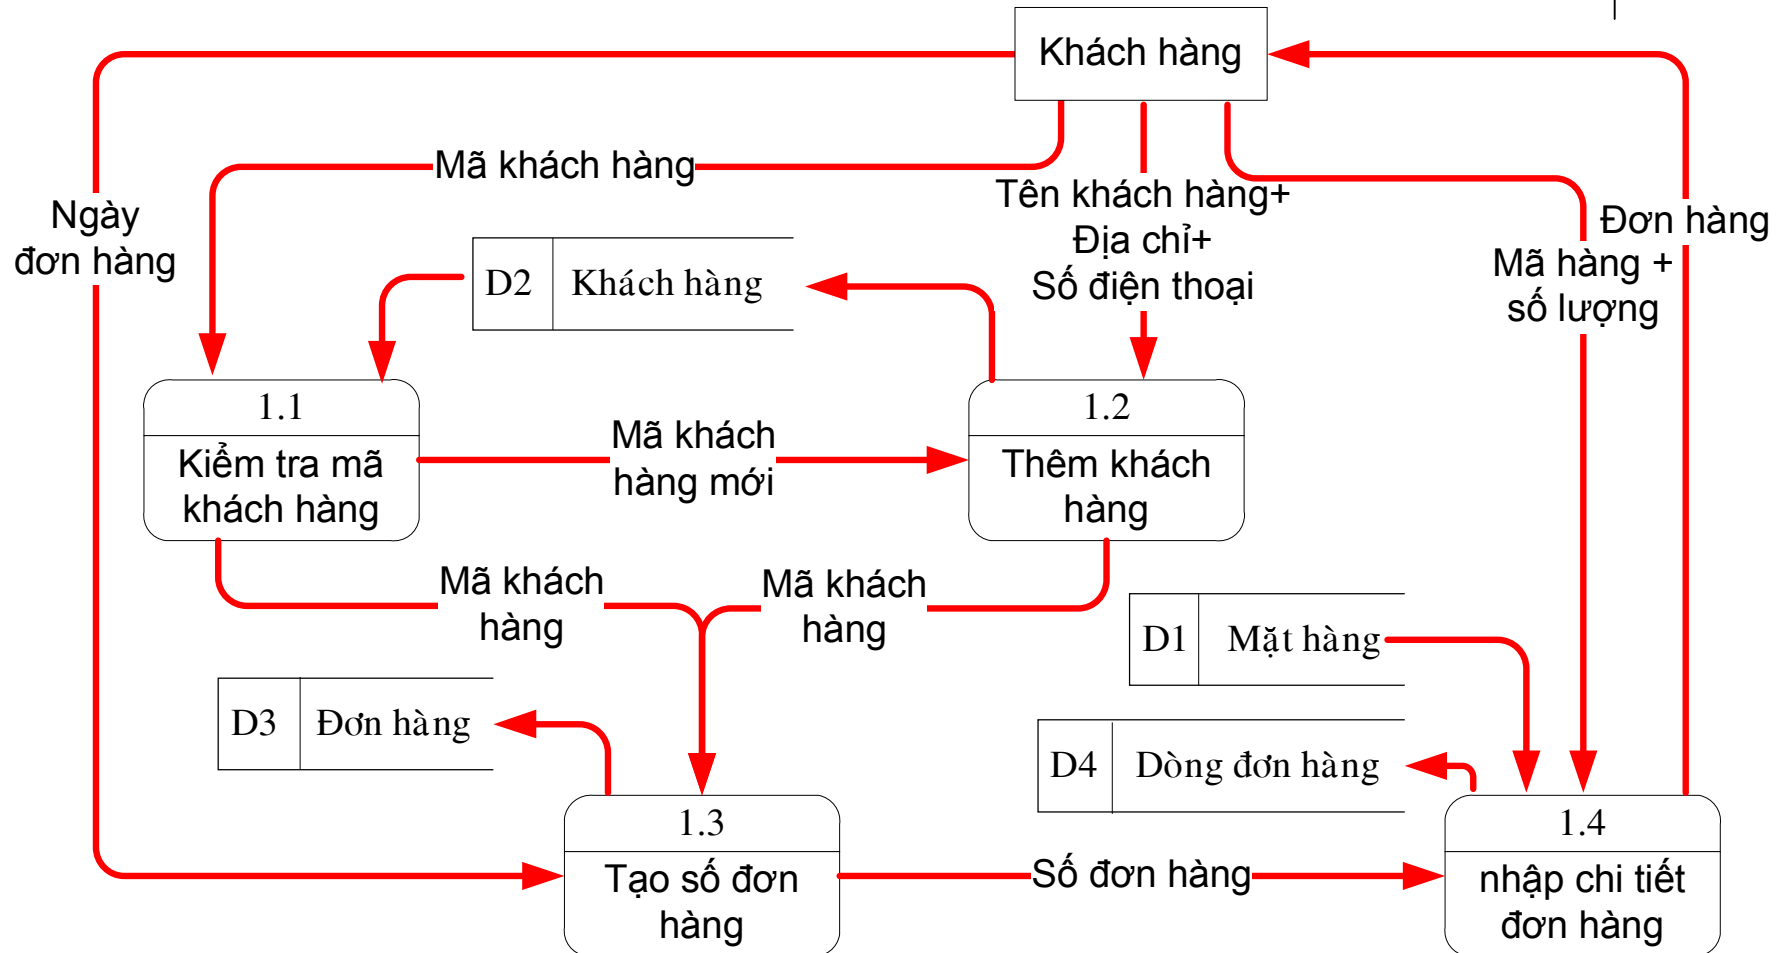 Khách hàng
Mã khách hàng
Tên khách hàng+
Địa chỉ+
Số điện thoại
Ngày
đơn hàng
Đơn hàng
Mã hàng +
số lượng
D2 Khách hàng
1.1
Kiểm tra mã
khách hàng
Mã khách
hàng mới
1.2
Thêm khách
hàng
Mã khách
hàng
Mã khách
hàng
D1 Mặt hàng
D3 Đơn hàng
D4 Dòng đơn hàng
1.3
Tạo số đơn
hàng
Số đơn hàng
1.4
nhập chi tiết
đơn hàng